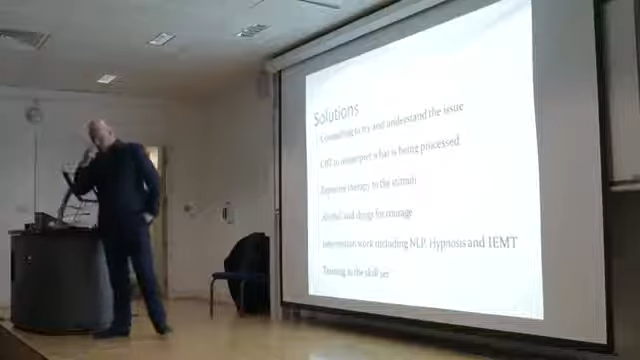 Solutions
Counselling to try and understand the issue
CBT to reinterpret what is being processed
Exposure therapy to the stimuli
Alcohol and drugs for courage
Intervention work including NLP, Hypnosis and IEMT
Training in the skill set